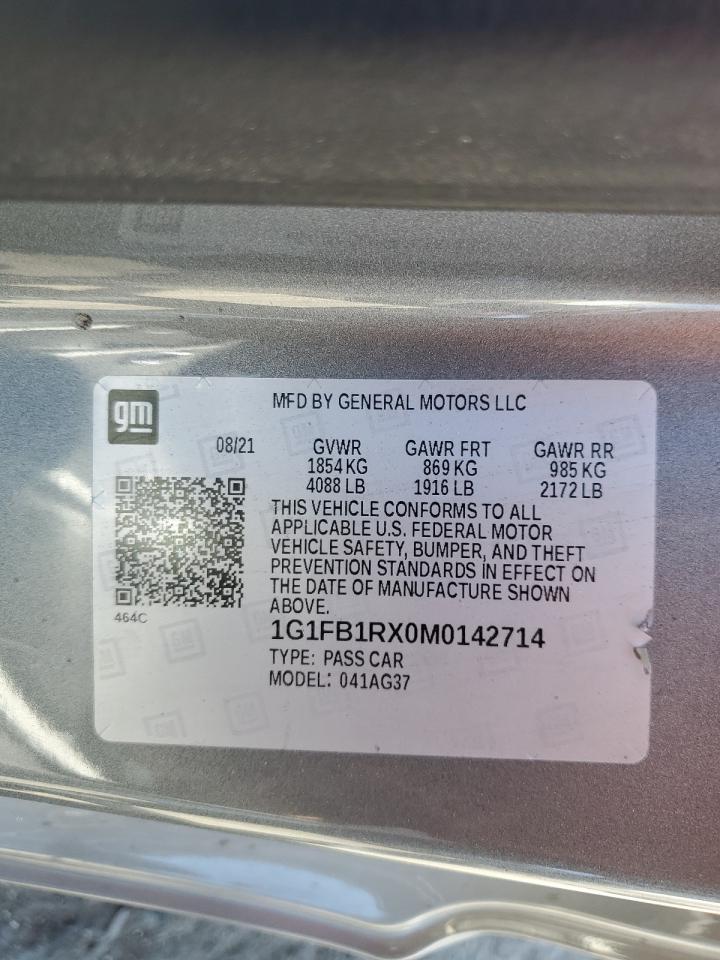 gm
MFD BY GENERAL MOTORS LLC
08/21 GVWR GAWR FRT GAWR RR
1854 KG 869 KG 985 KG
4088 LB 1916 LB 2172 LB
THIS VEHICLE CONFORMS TO ALL
APPLICABLE U.S. FEDERAL MOTOR
VEHICLE SAFETY, BUMPER, AND THEFT
PREVENTION STANDARDS IN EFFECT ON
THE DATE OF MANUFACTURE SHOWN
ABOVE.
464C
1G1FB1RX0M0142714
TYPE: PASS CAR
MODEL: 041AG37